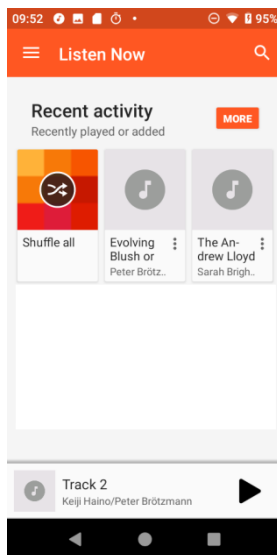 09:52
95%
Listen Now
Recent activity
Recently played or added
MORE
Shuffle all
Evolving
Blush or
Peter Brötz..
The An-
drew Lloyd
Sarah Brigh..
Track 2
Keiji Haino/Peter Brötzmann